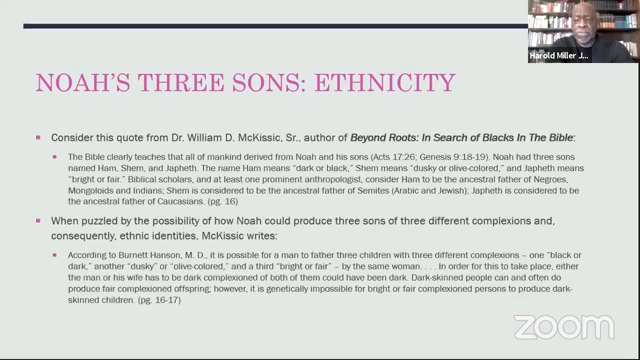 Harold Miller J...
NOAH'S THREE SONS: ETHNICITY
Consider this quote from Dr. William D. McKissic, Sr., author of Beyond Roots: In Search of Blacks In The Bible:
The Bible clearly teaches that all of mankind derived from Noah and his sons (Acts 17:26; Genesis 9:18-19). Noah had three sons
named Ham, Shem, and Japheth. The name Ham means "dark or black," Shem means "dusky or olive-colored," and Japheth means
"bright or fair." Biblical scholars, and at least one prominent anthropologist, consider Ham to be the ancestral father of Negroes,
Mongoloids and Indians; Shem is considered to be the ancestral father of Semites (Arabic and Jewish); Japheth is considered to be
the ancestral father of Caucasians. (pg. 16)
When puzzled by the possibility of how Noah could produce three sons of three different complexions and,
consequently, ethnic identities, McKissic writes:
According to Burnett Hanson, M. D., it is possible for a man to father three children with three different complexions – one "black or
dark," another "dusky" or "olive-colored," and a third "bright or fair" – by the same woman. . . . In order for this to take place, either
the man or his wife has to be dark complexioned of both of them could have been dark. Dark-skinned people can and often do
produce fair complexioned offspring; however, it is genetically impossible for bright or fair complexioned persons to produce dark-
skinned children. (pg. 16-17)
zoom